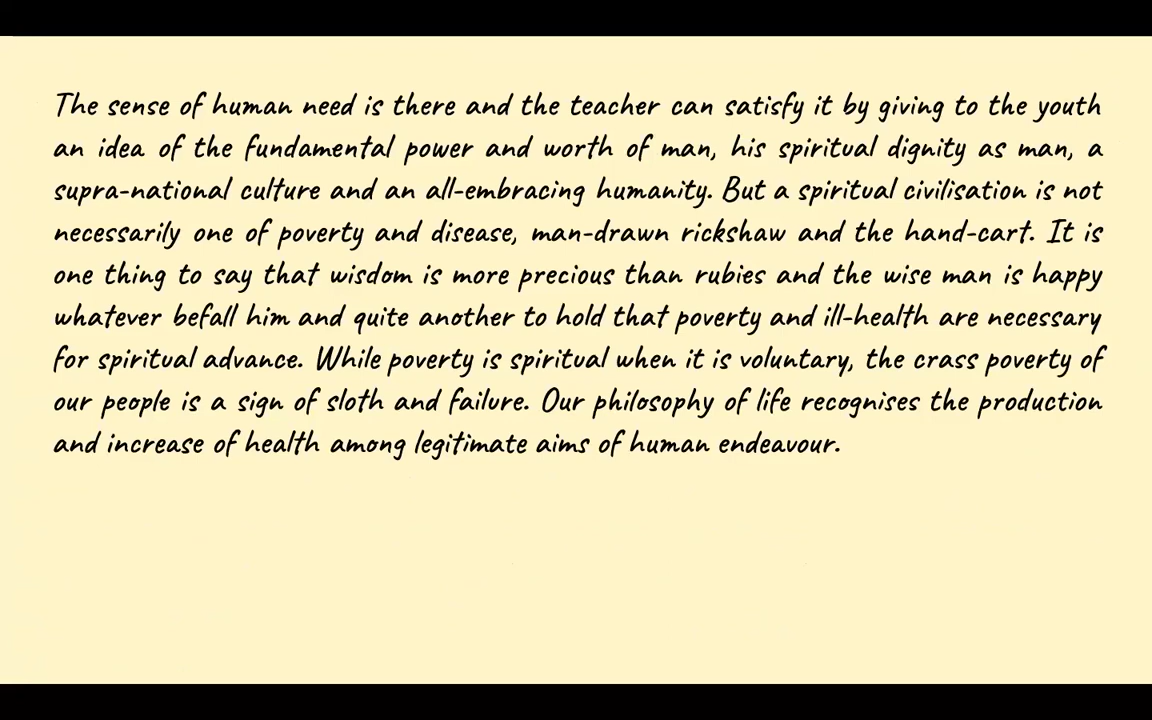 The sense of human need is there and the teacher can satisfy it by giving to the youth
an idea of the fundamental power and worth of man, his spiritual dignity as man, a
supra-national culture and an all-embracing humanity. But a spiritual civilisation is not
necessarily one of poverty and disease, man-drawn rickshaw and the hand-cart. It is
one thing to say that wisdom is more precious than rubies and the wise man is happy
whatever befall him and quite another to hold that poverty and ill-health are necessary
for spiritual advance. While poverty is spiritual when it is voluntary, the crass poverty of
our people is a sign of sloth and failure. Our philosophy of life recognises the production
and increase of health among legitimate aims of human endeavour.